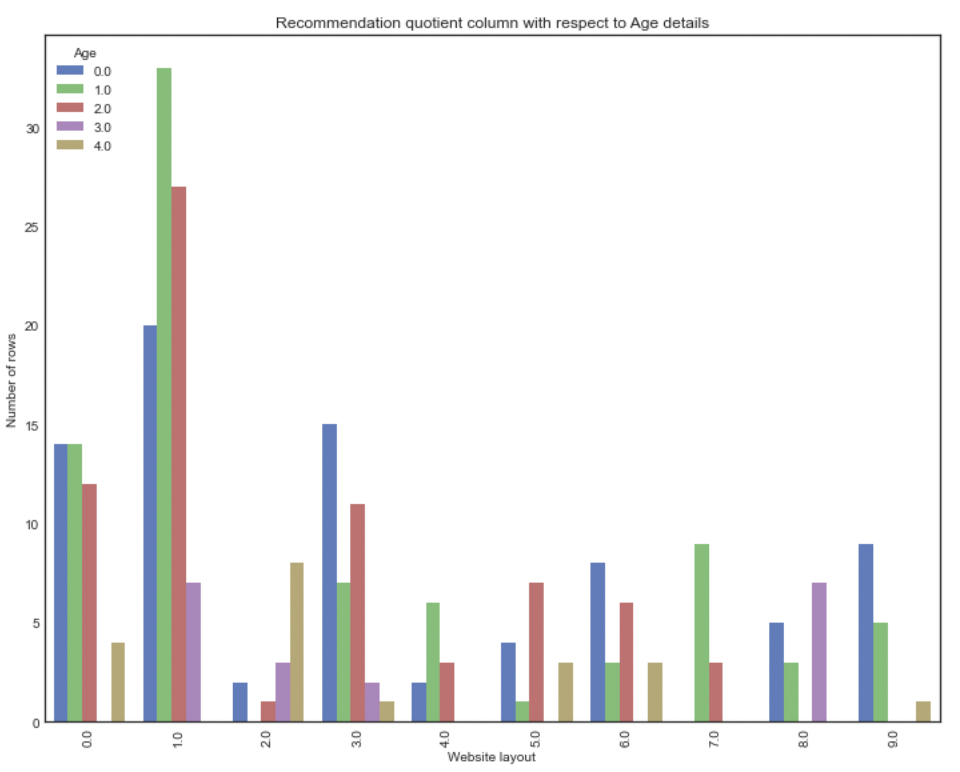 Recommendation quotient column with respect to Age details
Age
0.0
1.0
2.0
3.0
4.0
30
25
20
15
10
5
0
Number of rows
0.0 1.0 2.0 3.0 4.0 5.0 6.0 7.0 8.0 9.0
Website layout